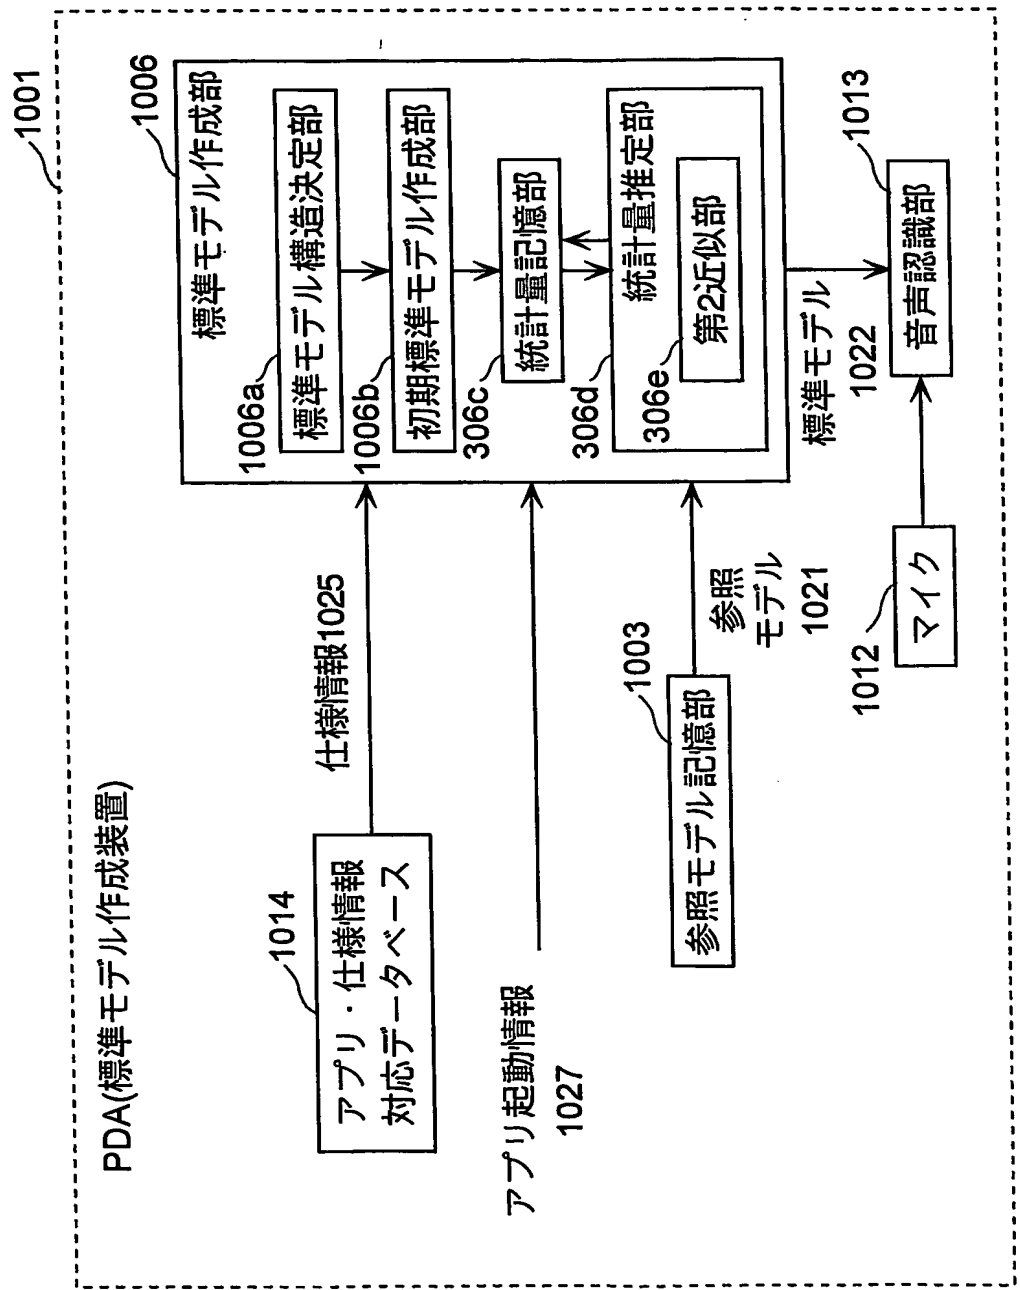 1001
PDA(標準モデル作成装置)
1006
標準モデル作成部
1014
アプリ・仕様情報
対応データベース
仕様情報1025
1006a
標準モデル構造決定部
1006b
初期標準モデル作成部
アプリ起動情報
1027
306c
統計量記憶部
306d
統計量推定部
306e
第2近似部
1003
参照モデル記憶部
参照
モデル
1021
標準モデル
1022
1012
マイク
1013
音声認識部